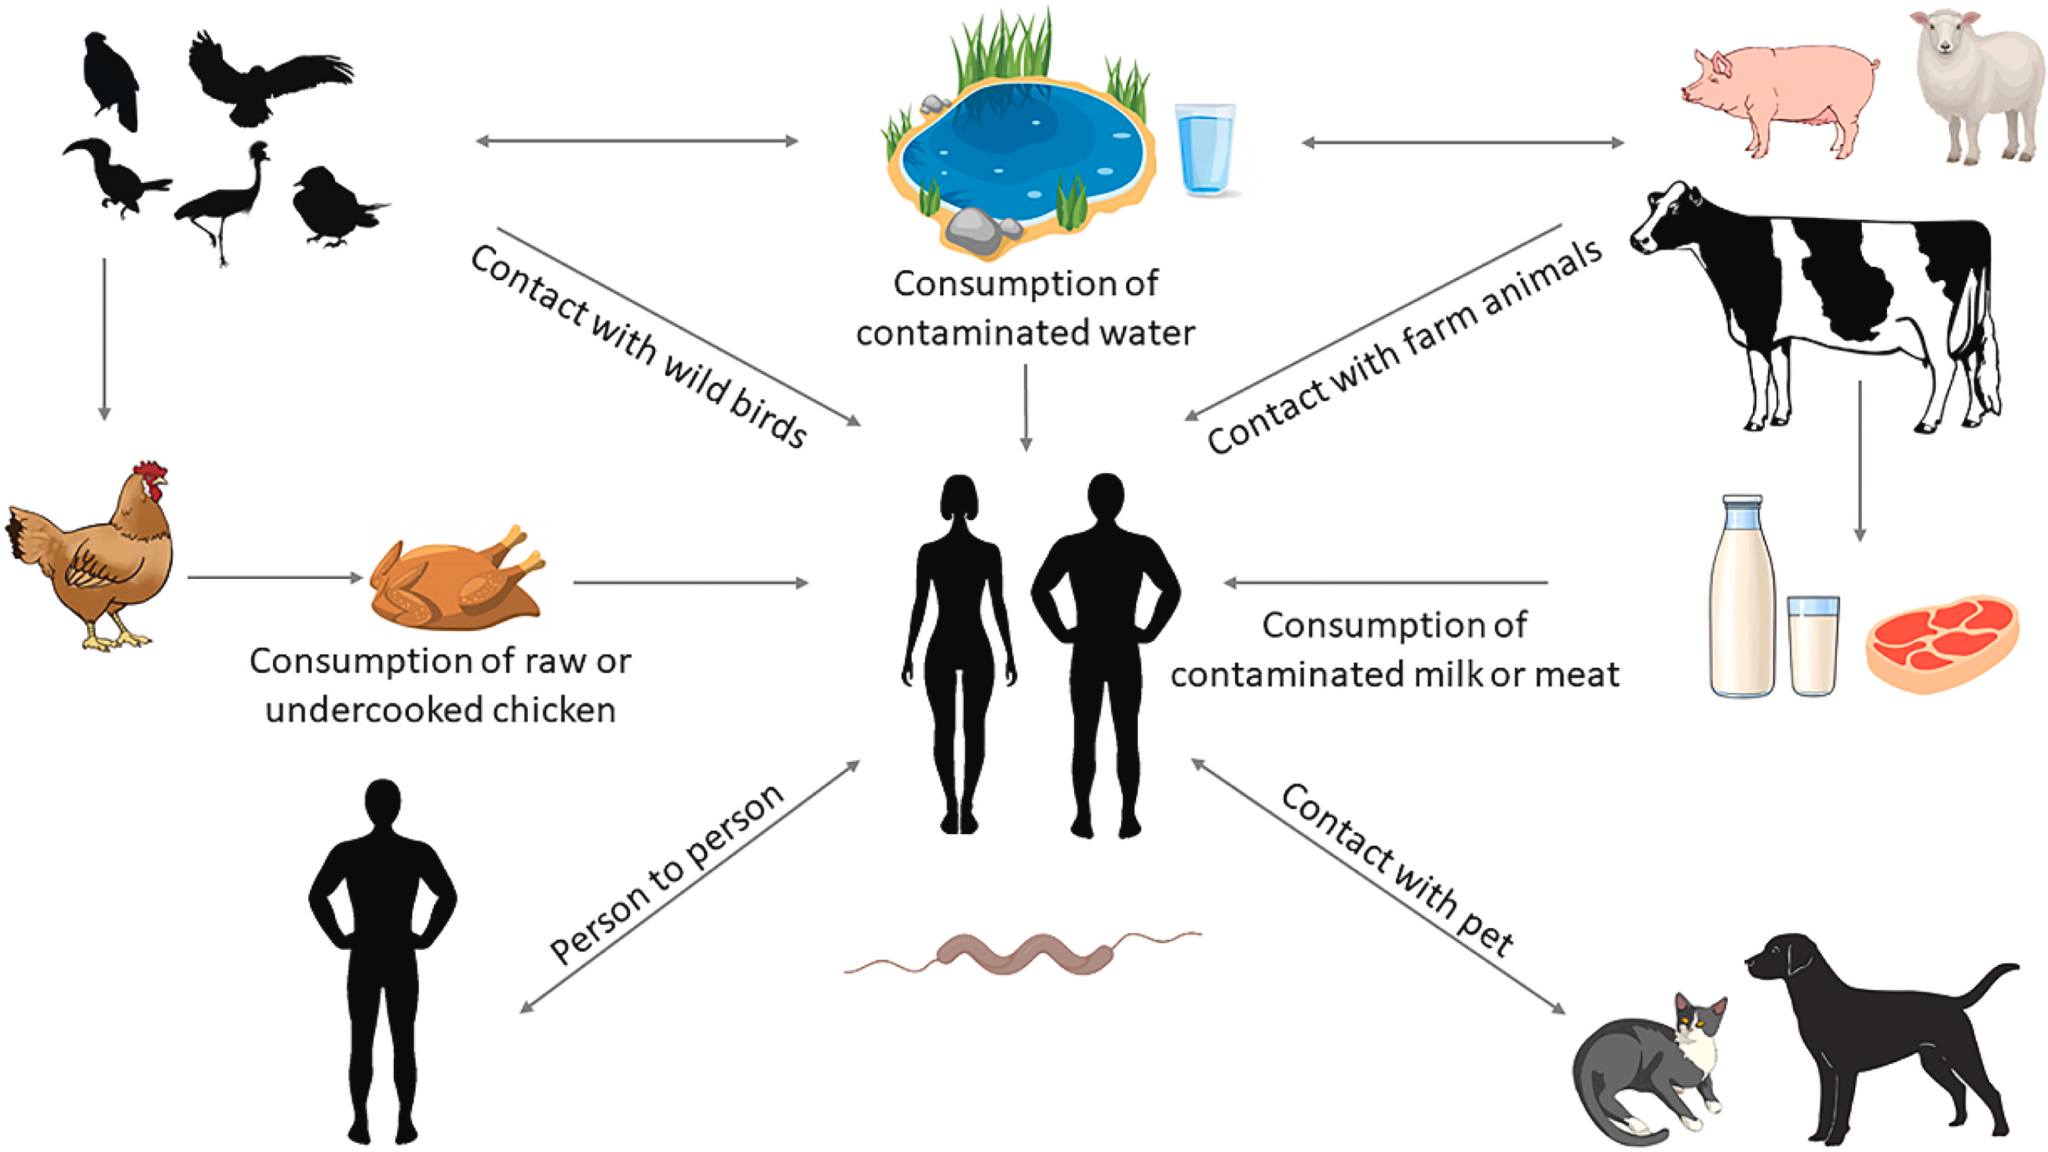 Consumption of
contaminated water
Contact with wild birds
Contact with farm animals
Consumption of raw or
undercooked chicken
Consumption of
contaminated milk or meat
Person to person
Contact with pet